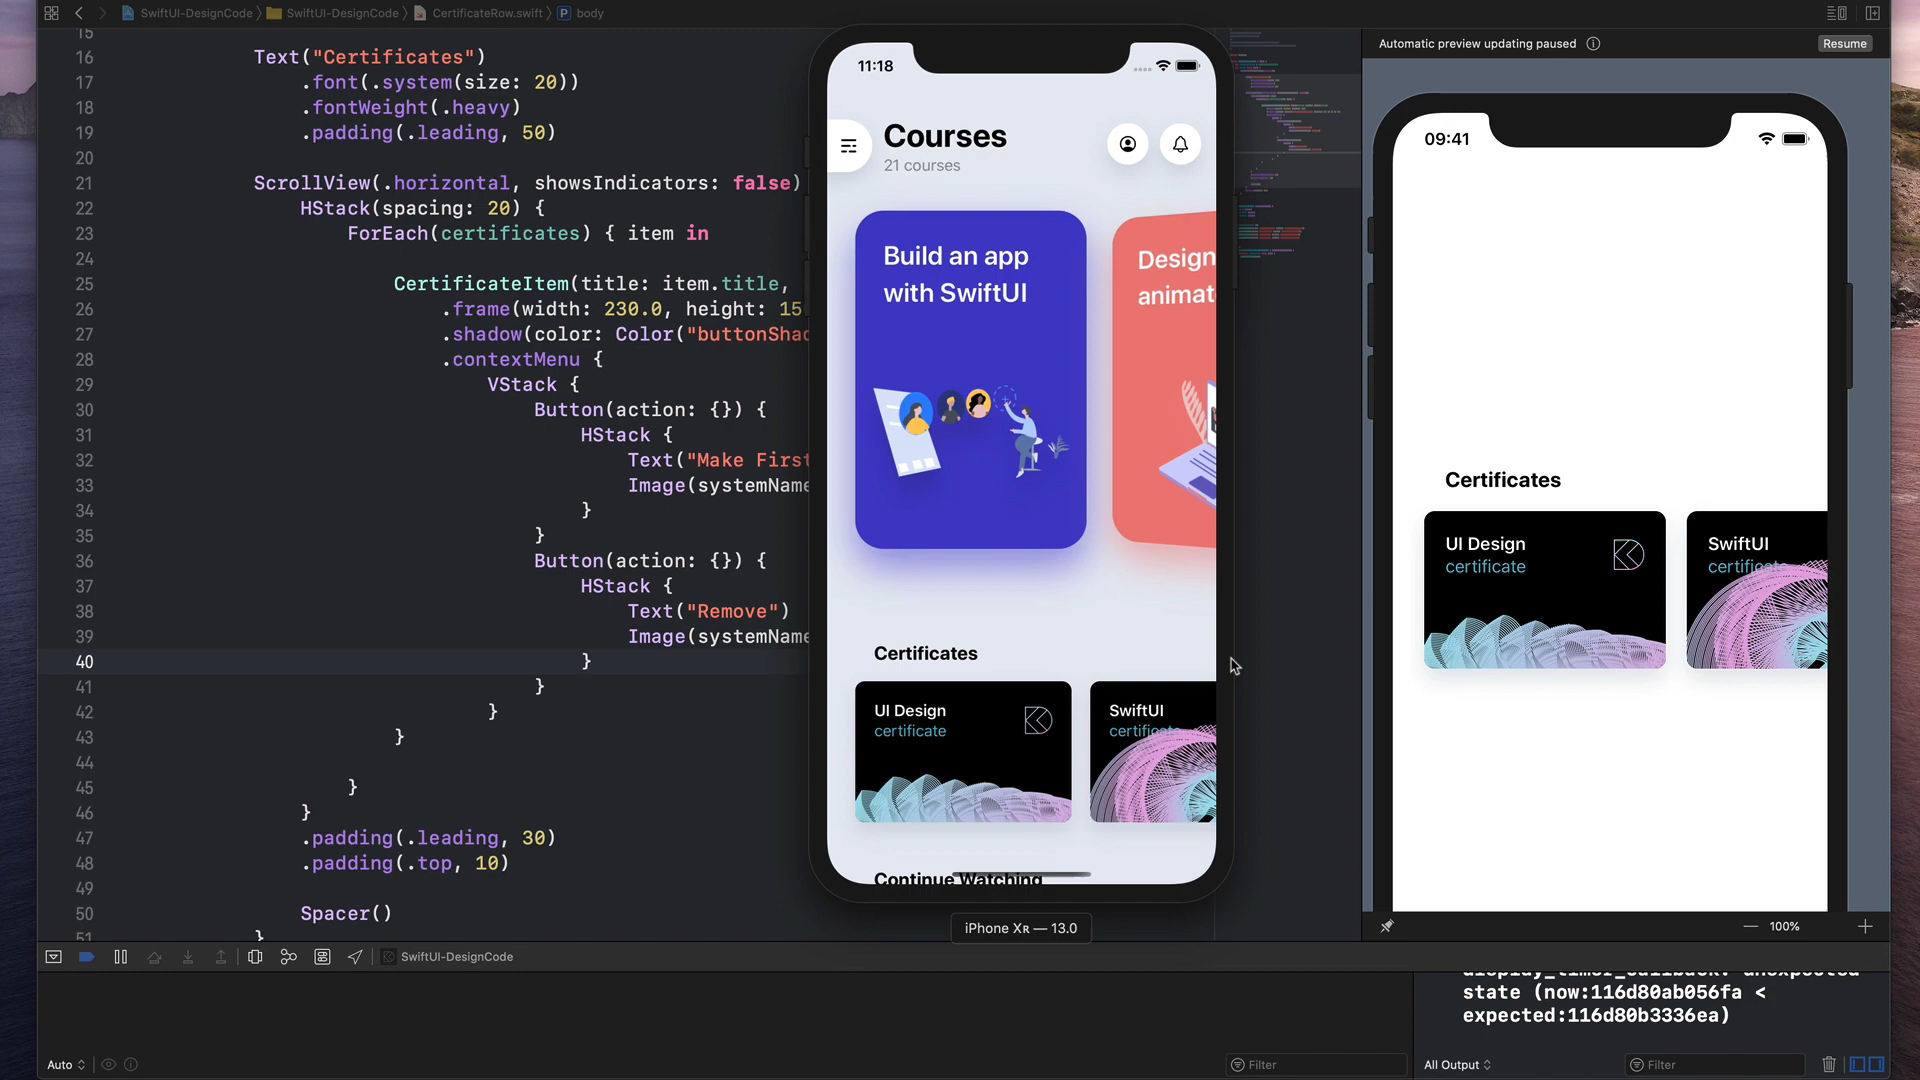 SwiftUI-DesignCode
SwiftUI-DesignCode
CertificateRow.swift
P
body
15
16
Text("Certificates")
17
.font(.system(size: 20))
18
.fontWeight(.heavy)
19
.padding(.leading, 50)
20
21
ScrollView(.horizontal, showsIndicators: false)
22
HStack(spacing: 20) {
23
ForEach(certificates) { item in
24
25
CertificateItem(title: item.title,
26
.frame(width: 230.0, height: 15
27
.shadow(color: Color("buttonShad
28
.contextMenu {
29
VStack {
30
Button(action: {}) {
31
HStack {
32
Text("Make First
33
Image(systemName
34
}
35
}
36
Button(action: {}) {
37
HStack {
38
Text("Remove")
39
Image(systemName
40
}
41
}
42
}
43
}
44
45
}
46
}
47
.padding(.leading, 30)
48
.padding(.top, 10)
49
50
Spacer()
51
}
11:18
Courses
21 courses
Build an app
with SwiftUI
Design
animat
Certificates
UI Design
certificate
SwiftUI
certificate
Continue Watching
iPhone Xʀ — 13.0
Automatic preview updating paused
Resume
09:41
Certificates
UI Design
certificate
SwiftUI
certificate
100%
SwiftUI-DesignCode
display_timer_callback: unexpected
state (now:116d80ab056fa <
expected:116d80b3336ea)
Auto
Filter
All Output
Filter